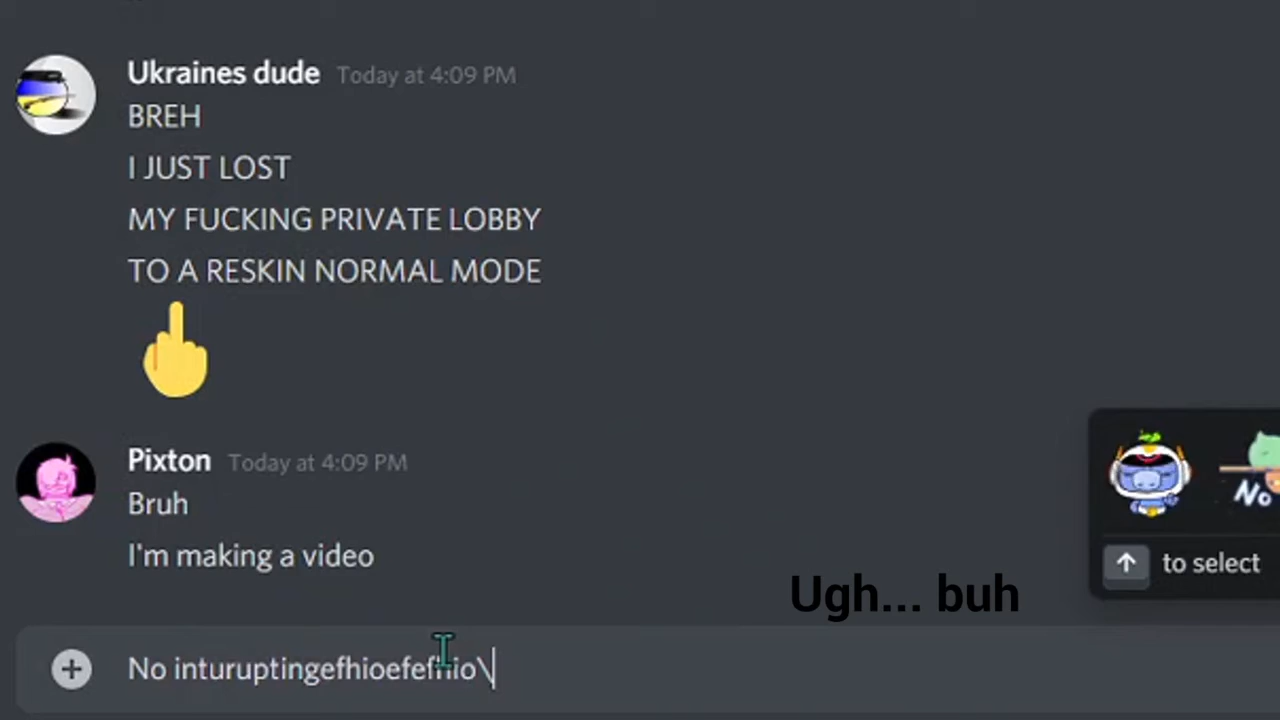 Ukraines dude Today at 4:09 PM
BREH
I JUST LOST
MY FUCKING PRIVATE LOBBY
TO A RESKIN NORMAL MODE
Pixton Today at 4:09 PM
Bruh
I'm making a video
No
to select
Ugh... buh
No inturuptingefhioefefhio\